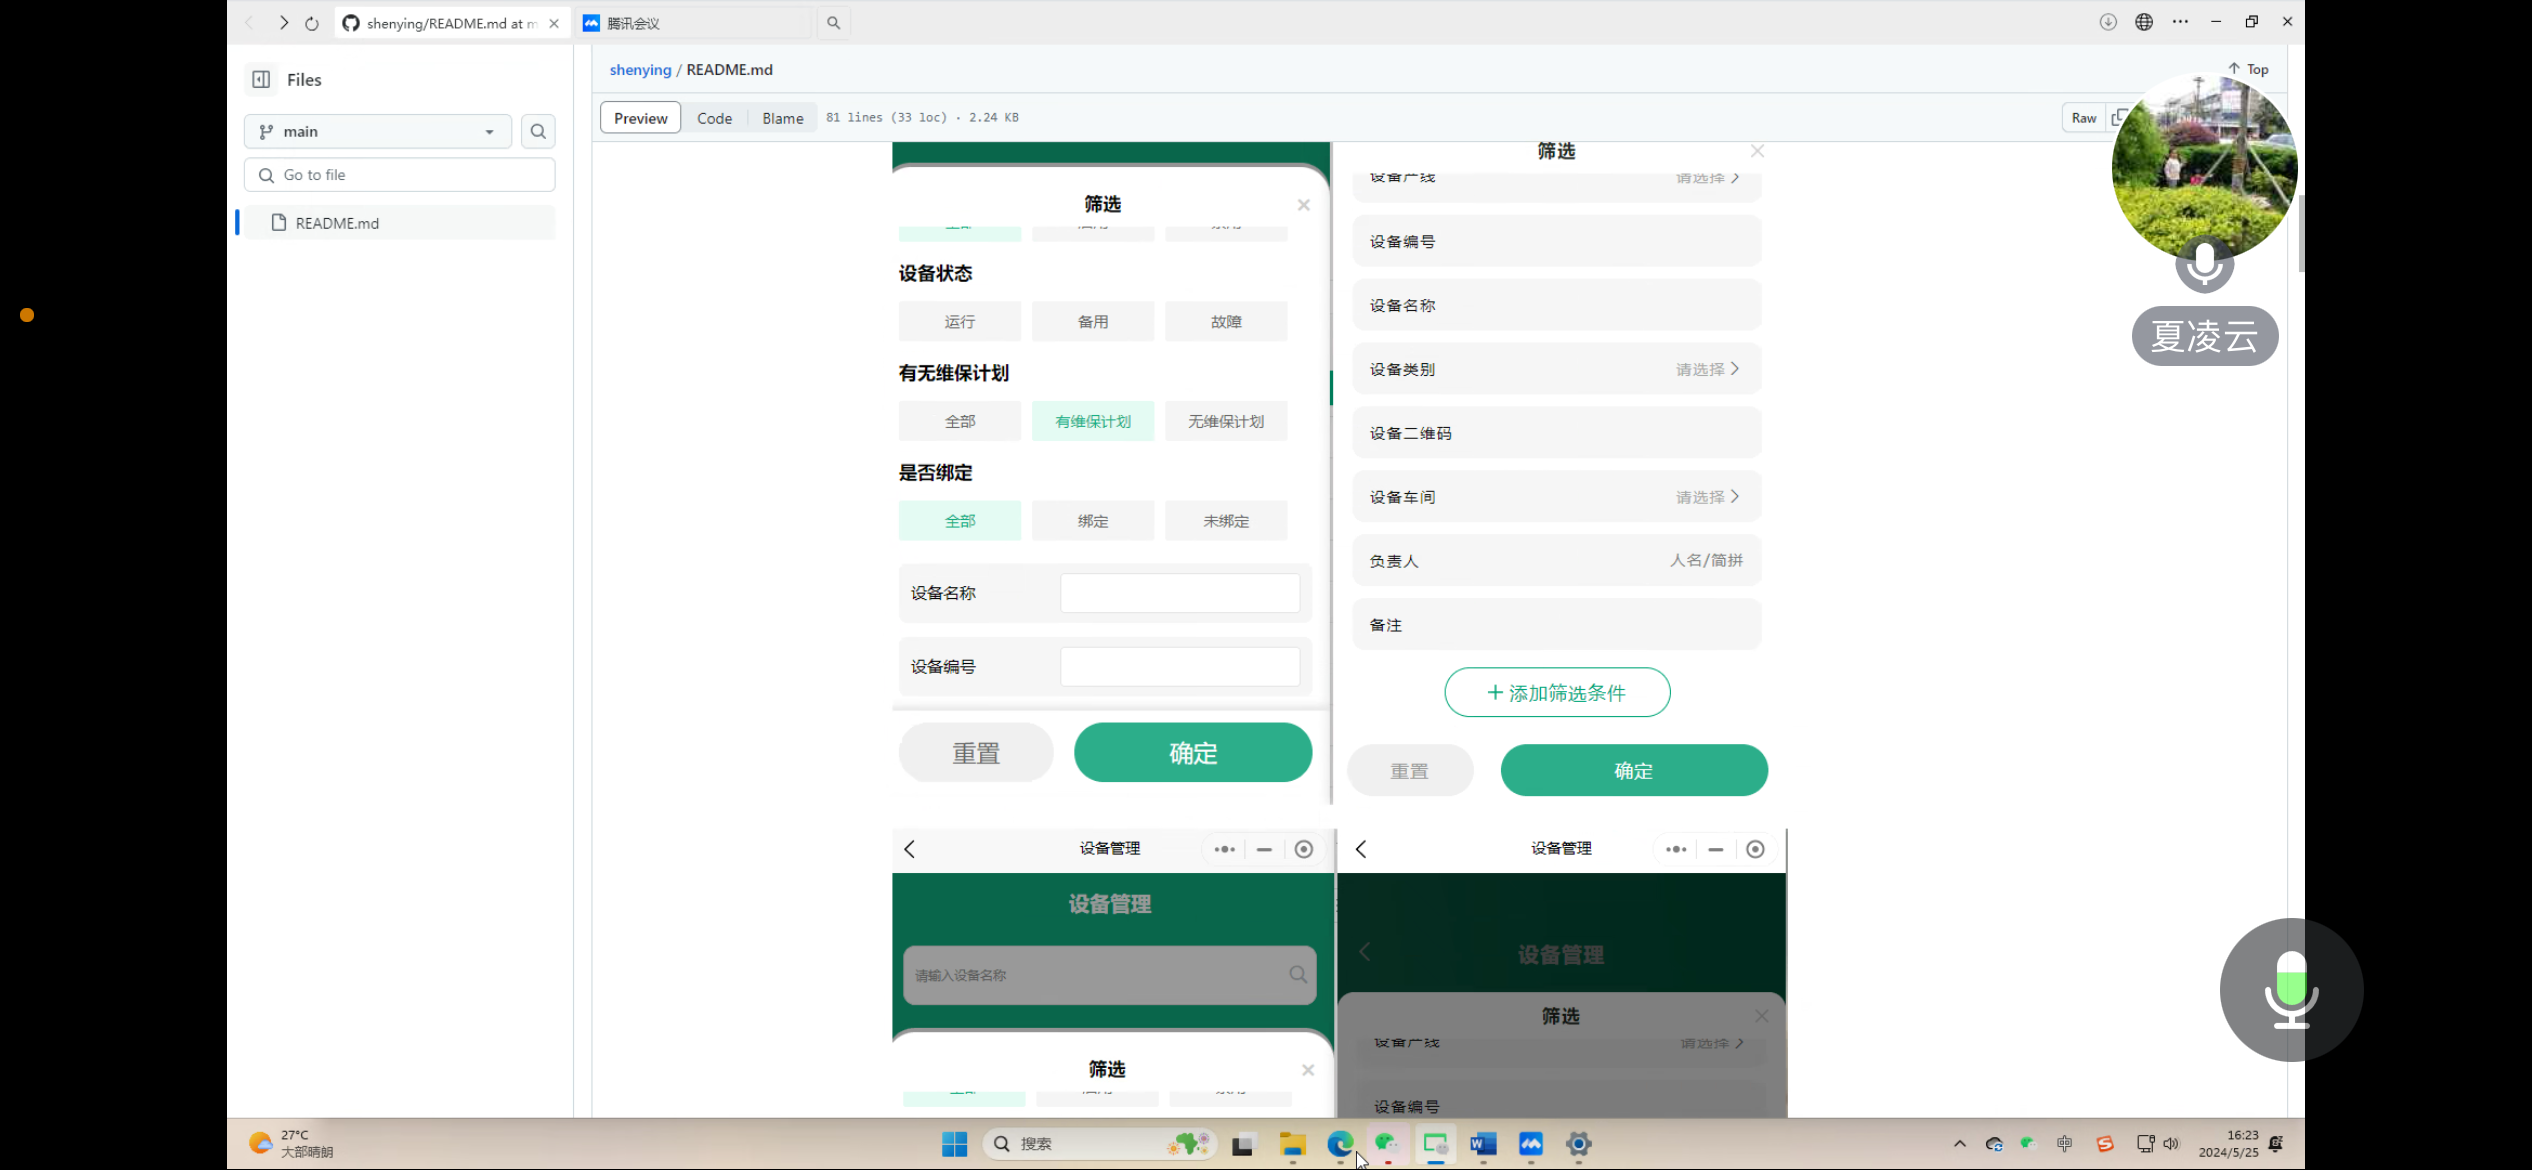 shenying/README.md at m
腾讯会议
Files
main
Go to file
README.md
shenying / README.md
Top
Preview
Code
Blame
81 lines (33 loc) · 2.24 KB
Raw
夏凌云
筛选
设备状态
运行
备用
故障
有无维保计划
全部
有维保计划
无维保计划
是否绑定
全部
绑定
未绑定
设备名称
设备编号
重置
确定
筛选
设备产线
请选择
设备编号
设备名称
设备类别
请选择
设备二维码
设备车间
请选择
负责人
人名/简拼
备注
+ 添加筛选条件
重置
确定
设备管理
设备管理
请输入设备名称
筛选
设备管理
设备管理
筛选
设备产线
请选择
设备编号
27°C
大部晴朗
搜索
中
16:23
2024/5/25